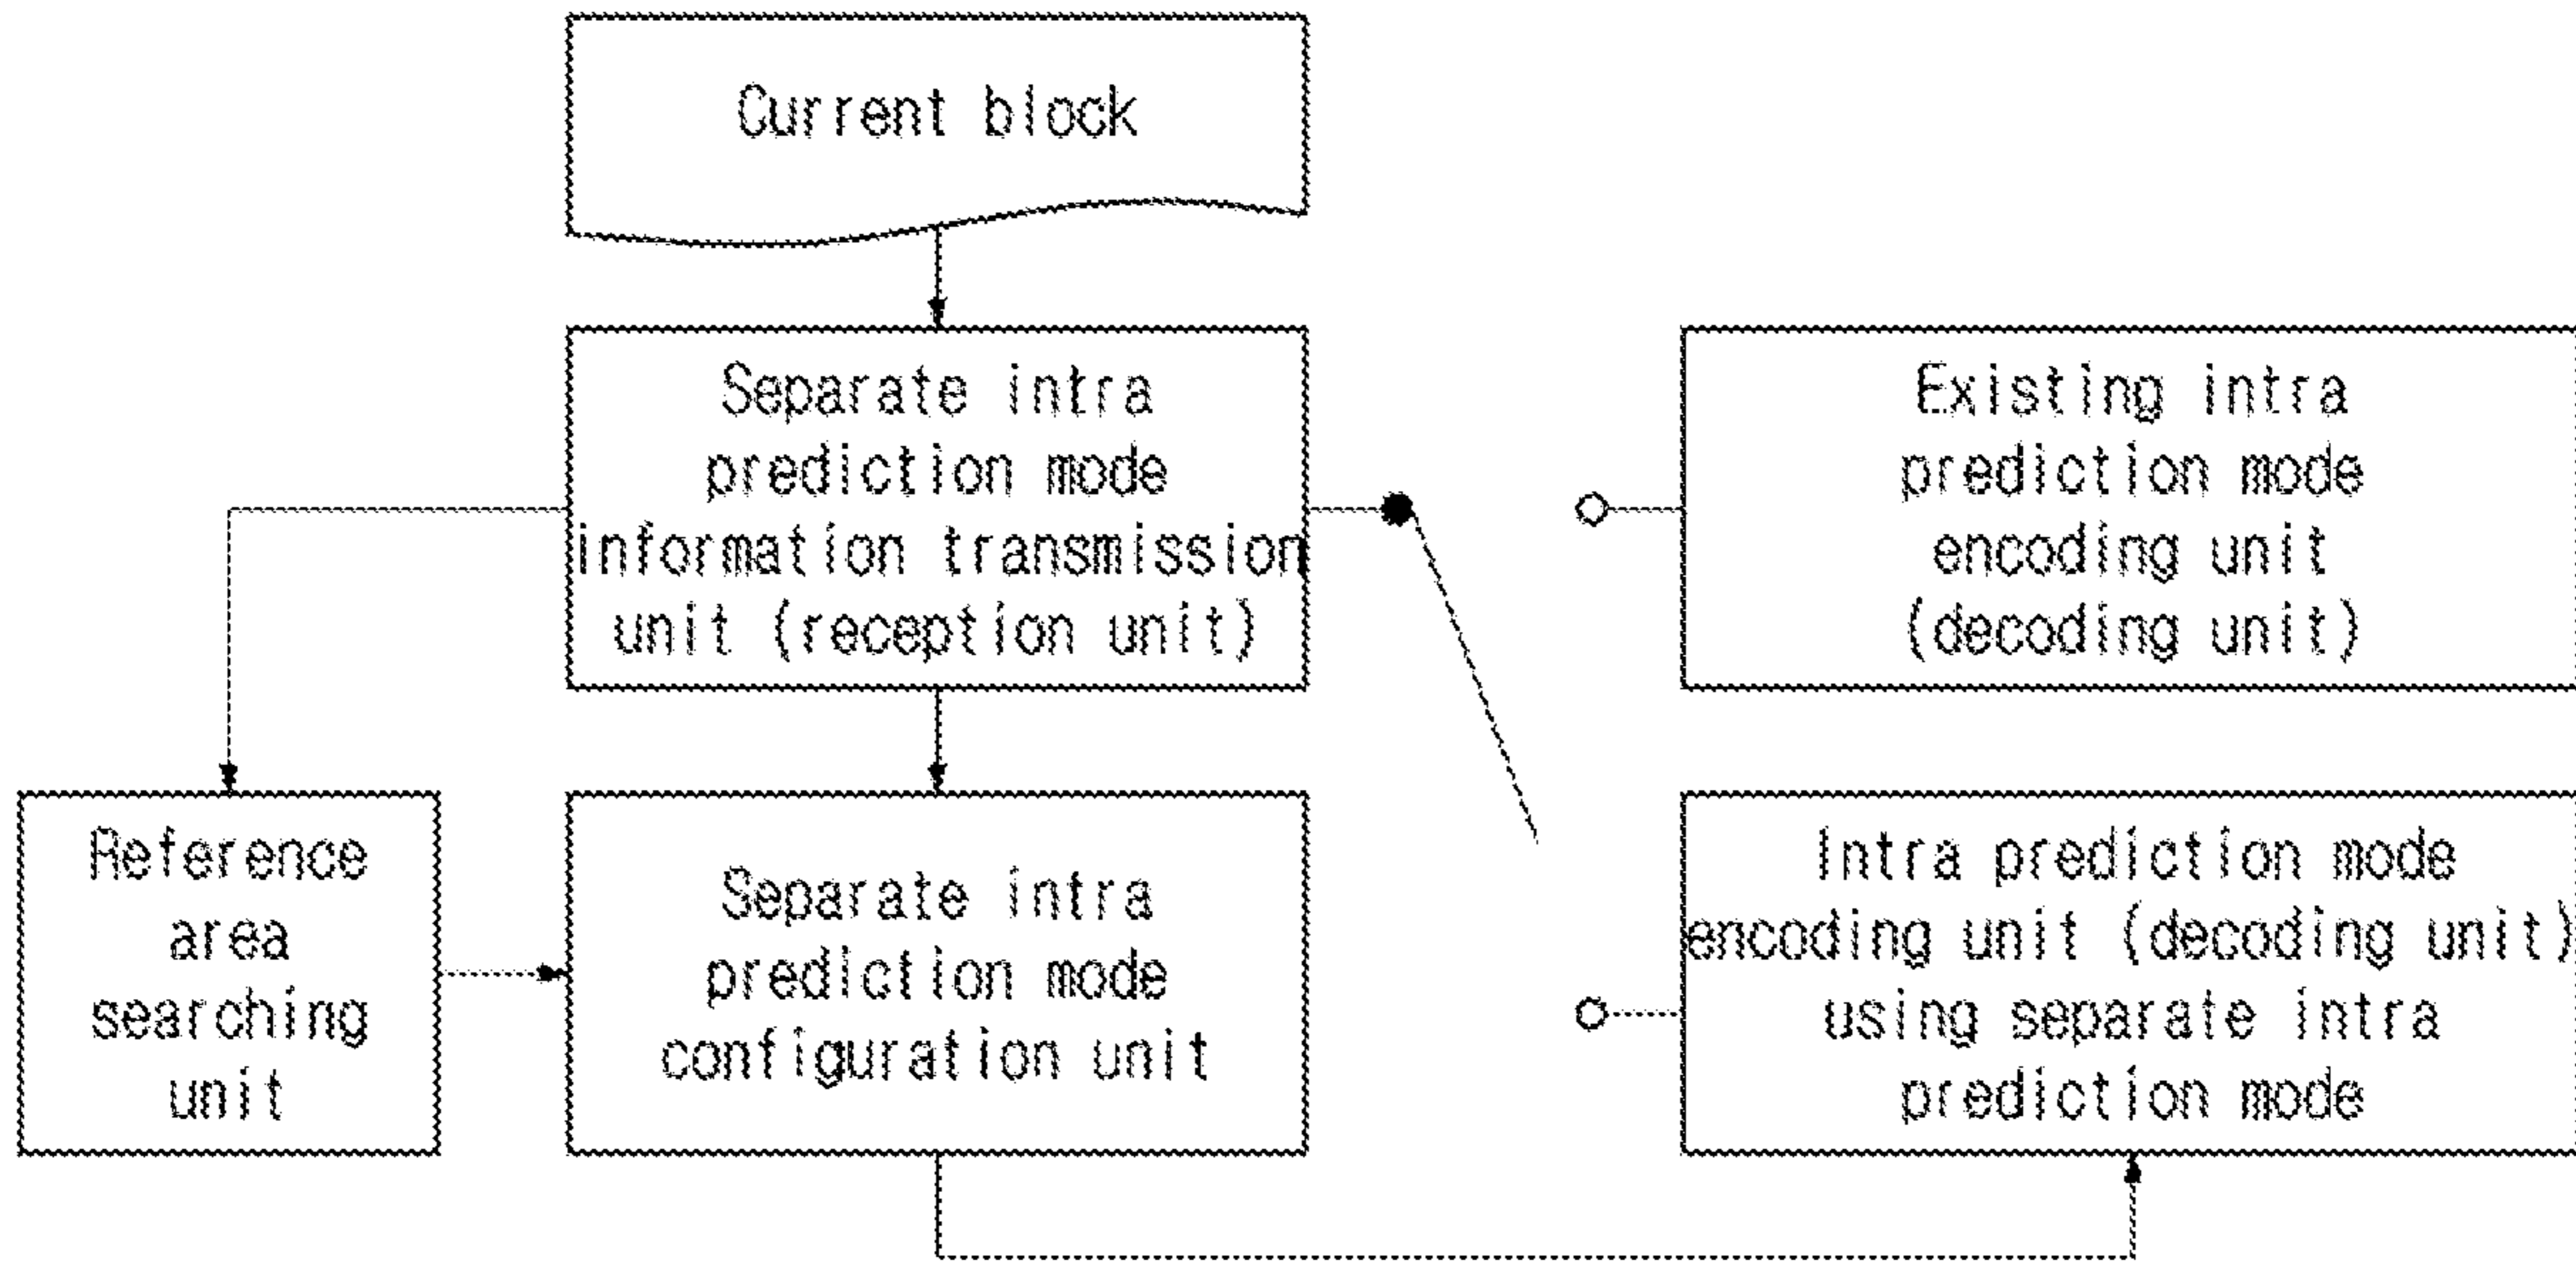 Current block
Separate intra
prediction mode
information transmission
unit (reception unit)
Existing intra
prediction mode
encoding unit
(decoding unit)
Reference
area
searching
unit
Separate intra
prediction mode
configuration unit
Intra prediction mode
encoding unit (decoding unit)
using separate intra
prediction mode